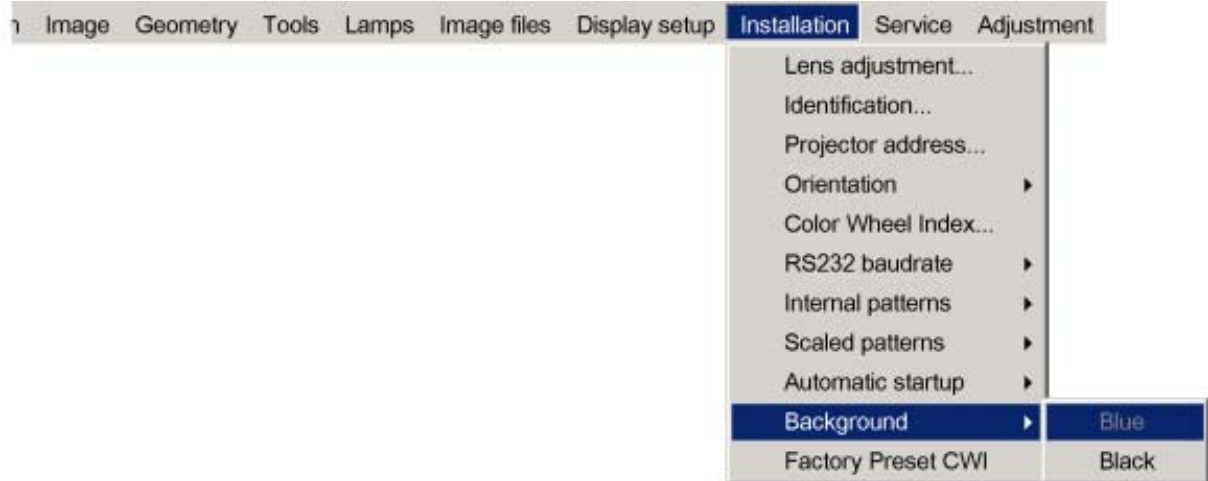 Image Geometry Tools Lamps Image files Display setup Installation Service Adjustment
Lens adjustment...
Identification...
Projector address...
Orientation
Color Wheel Index...
RS232 baudrate
Internal patterns
Scaled patterns
Automatic startup
Background Blue
Factory Preset CWI Black